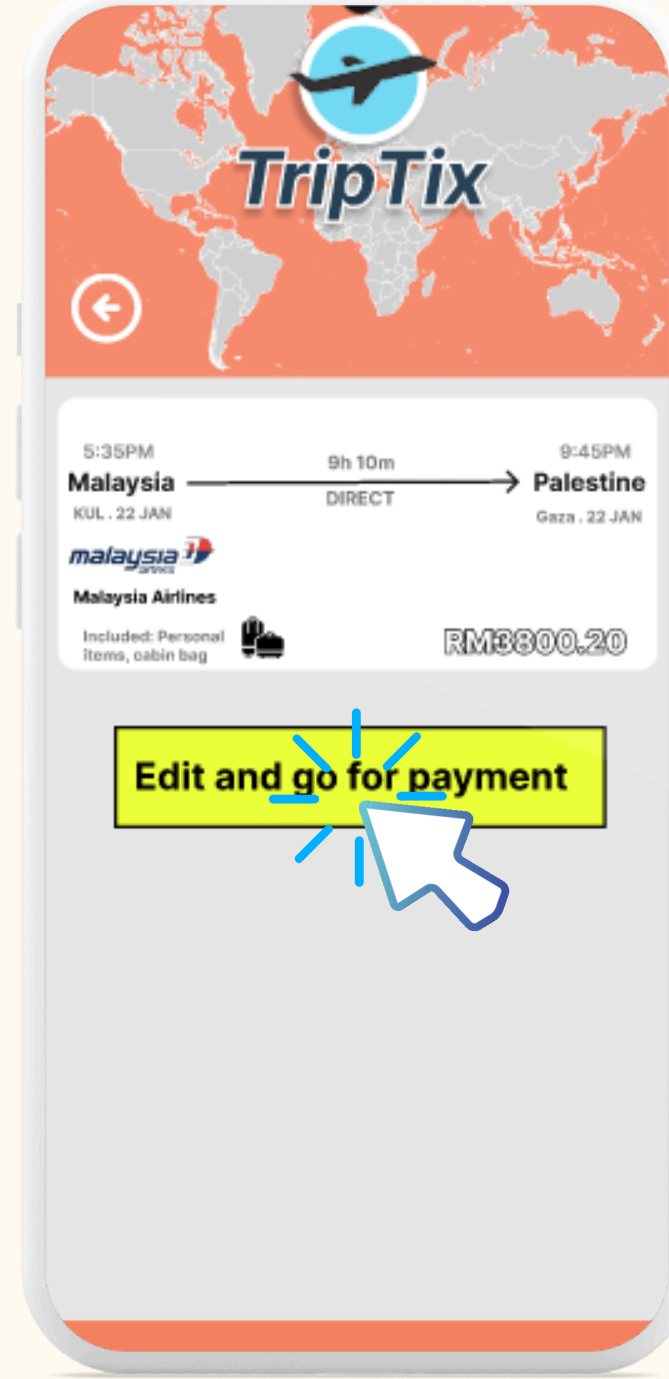 TripTix
5:35PM
9h 10m
9:45PM
Malaysia
DIRECT
Palestine
KUL . 22 JAN
Gaza . 22 JAN
malaysia
airlines
Malaysia Airlines
Included: Personal
items, cabin bag
RM3800.20
Edit and go for payment